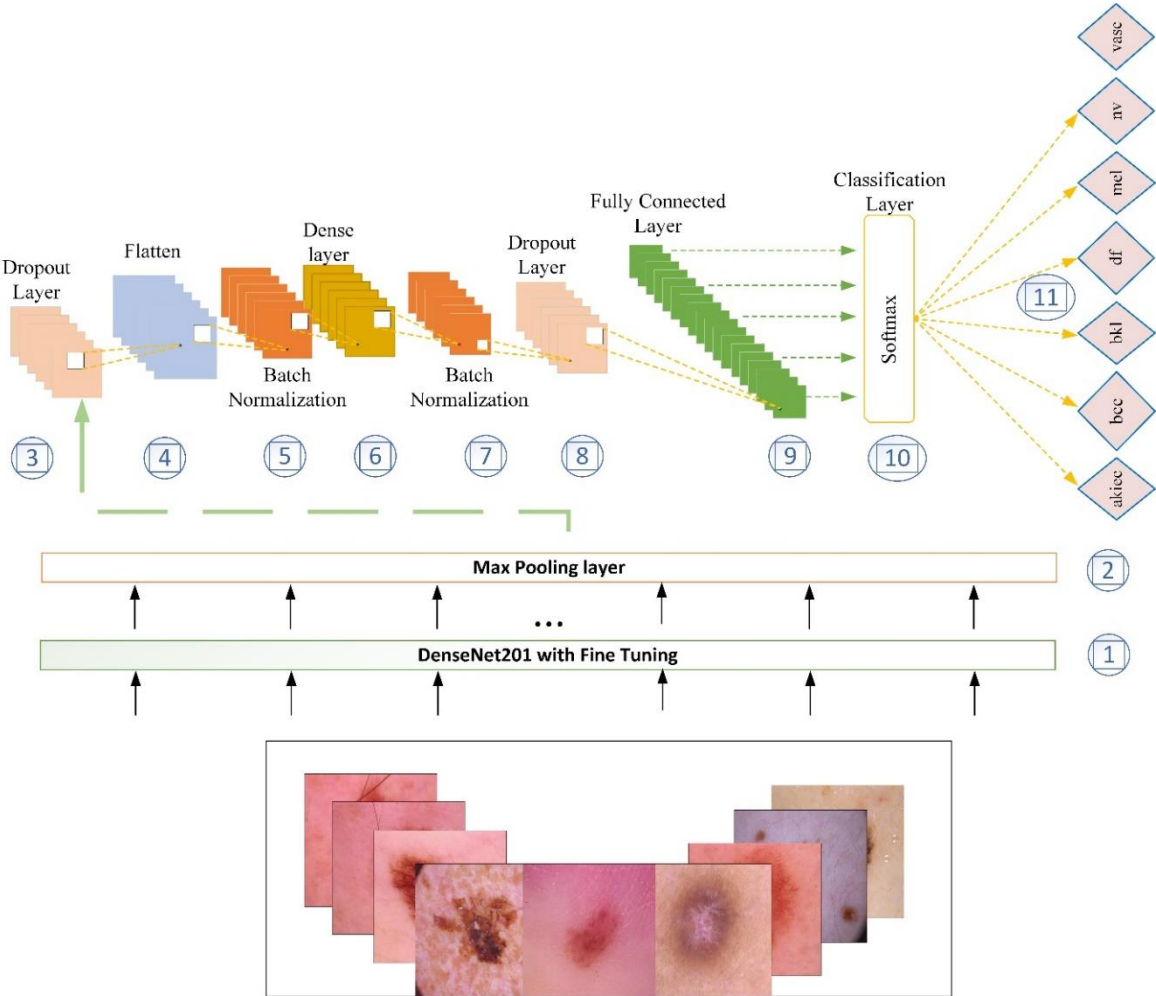 vasc
nv
mel
df
bkl
bcc
akicc
Classification
Layer
Fully Connected
Layer
Dense
layer
Dropout
Layer
Flatten
Dropout
Layer
Softmax
11
Batch
Normalization
Batch
Normalization
3
4
5
6
7
8
9
10
Max Pooling layer
2
...
DenseNet201 with Fine Tuning
1